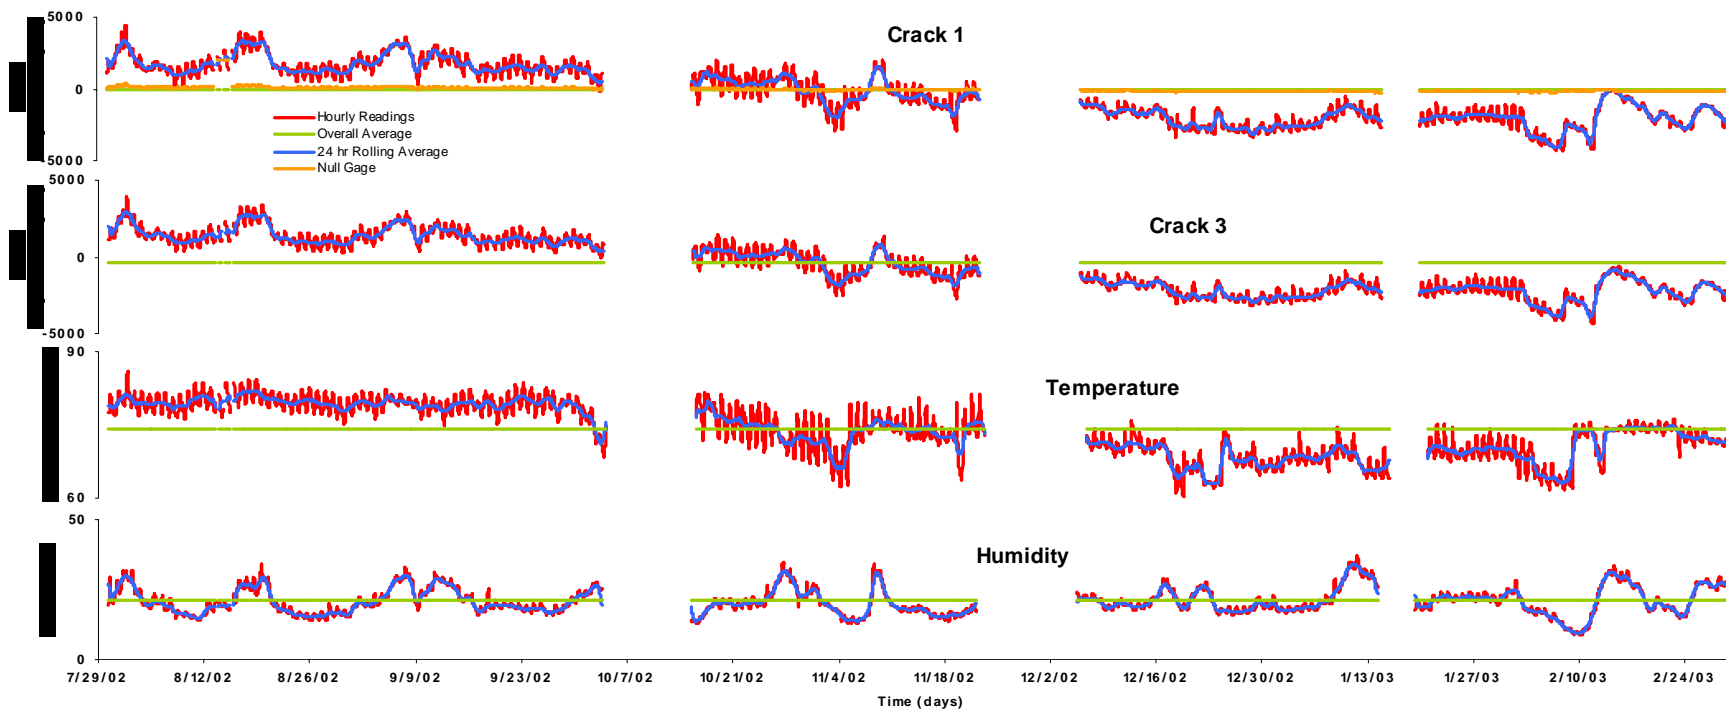 5000
Crack 1
0
Hourly Readings
Overall Average
24 hr Rolling Average
Null Gage
-5000
5000
Crack 3
0
-5000
90
Temperature
60
50
Humidity
0
7/29/02 8/12/02 8/26/02 9/9/02 9/23/02 10/7/02 10/21/02 11/4/02 11/18/02 12/2/02 12/16/02 12/30/02 1/13/03 1/27/03 2/10/03 2/24/03
Time (days)